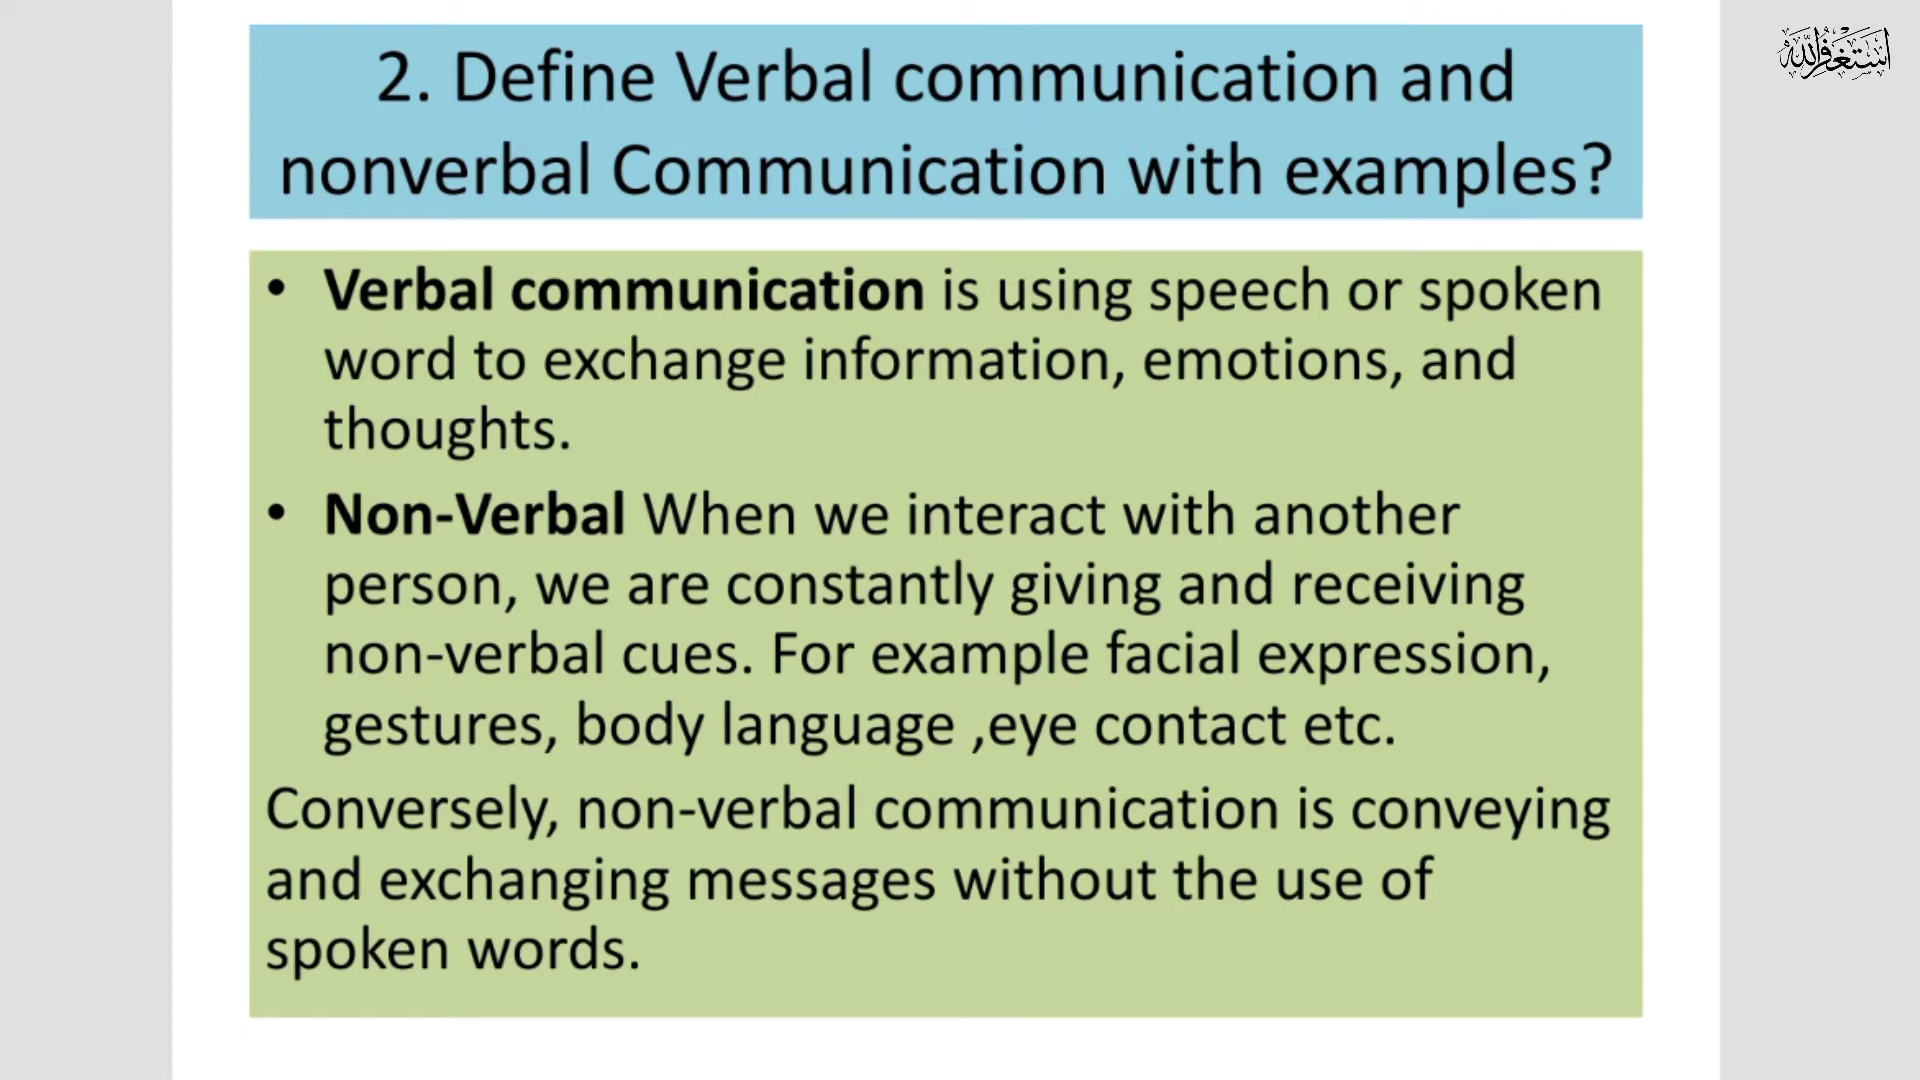 2. Define Verbal communication and
nonverbal Communication with examples?
• Verbal communication is using speech or spoken
word to exchange information, emotions, and
thoughts.
• Non-Verbal When we interact with another
person, we are constantly giving and receiving
non-verbal cues. For example facial expression,
gestures, body language ,eye contact etc.
Conversely, non-verbal communication is conveying
and exchanging messages without the use of
spoken words.
أستغفر الله